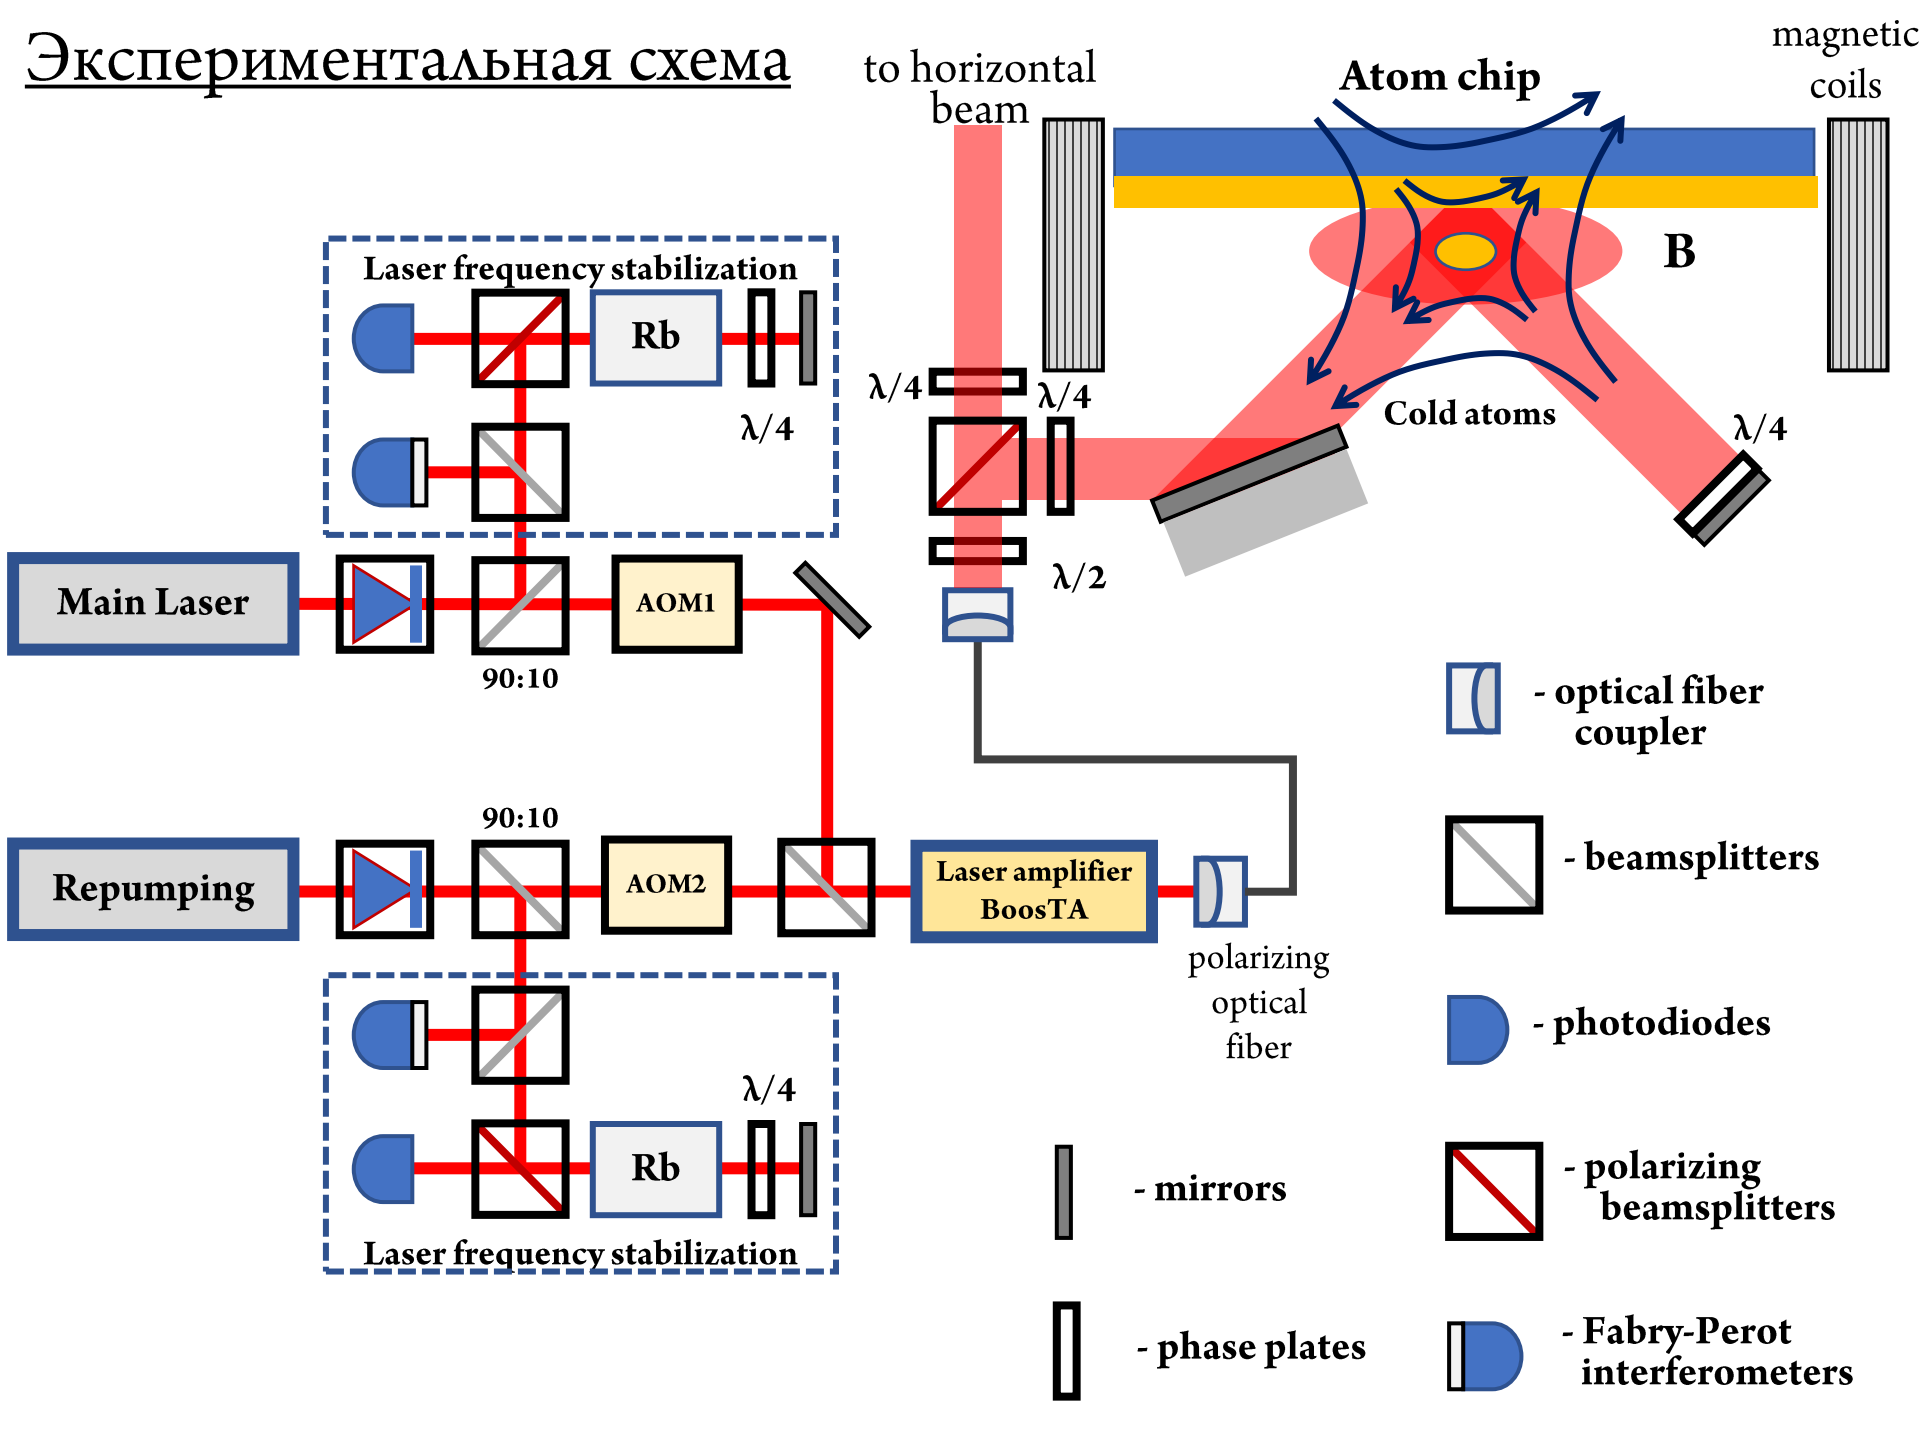 Экспериментальная схема
to horizontal
beam
Atom chip
magnetic
coils
B
Laser frequency stabilization
Rb
λ/4
λ/4
λ/4
Cold atoms
λ/4
λ/2
Main Laser
AOM1
90:10
90:10
Repumping
AOM2
Laser amplifier
BoosTA
polarizing
optical
fiber
λ/4
Rb
Laser frequency stabilization
- optical fiber
coupler
- beamsplitters
- photodiodes
- mirrors
- polarizing
beamsplitters
- phase plates
- Fabry-Perot
interferometers